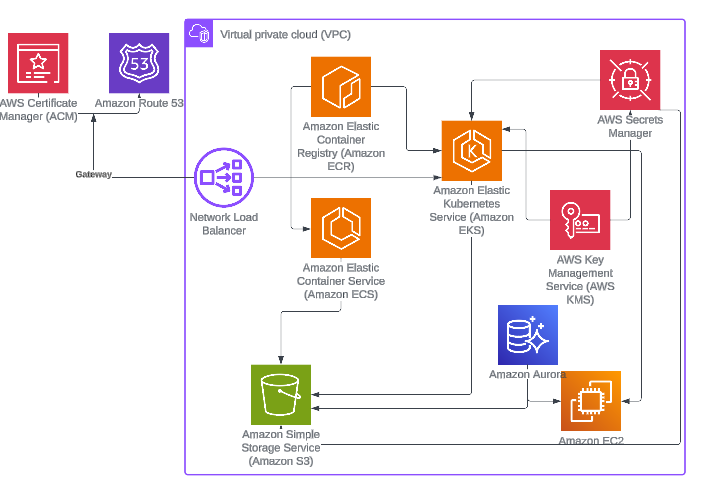 Virtual private cloud (VPC)
53
AWS Certificate
Manager (ACM)
Amazon Route 53
Gateway
Amazon Elastic
Container
Registry (Amazon
ECR)
AWS Secrets
Manager
K
Amazon Elastic
Kubernetes
Service (Amazon
EKS)
Network Load
Balancer
Amazon Elastic
Container Service
(Amazon ECS)
AWS Key
Management
Service (AWS
KMS)
Amazon Aurora
Amazon Simple
Storage Service
(Amazon S3)
Amazon EC2